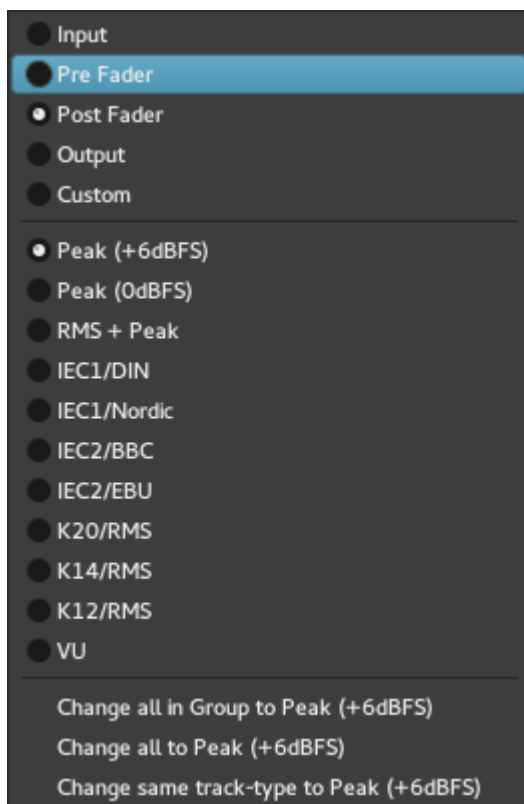 Input
Pre Fader
Post Fader
Output
Custom
Peak (+6dBFS)
Peak (0dBFS)
RMS + Peak
IEC1/DIN
IEC1/Nordic
IEC2/BBC
IEC2/EBU
K20/RMS
K14/RMS
K12/RMS
VU
Change all in Group to Peak (+6dBFS)
Change all to Peak (+6dBFS)
Change same track-type to Peak (+6dBFS)